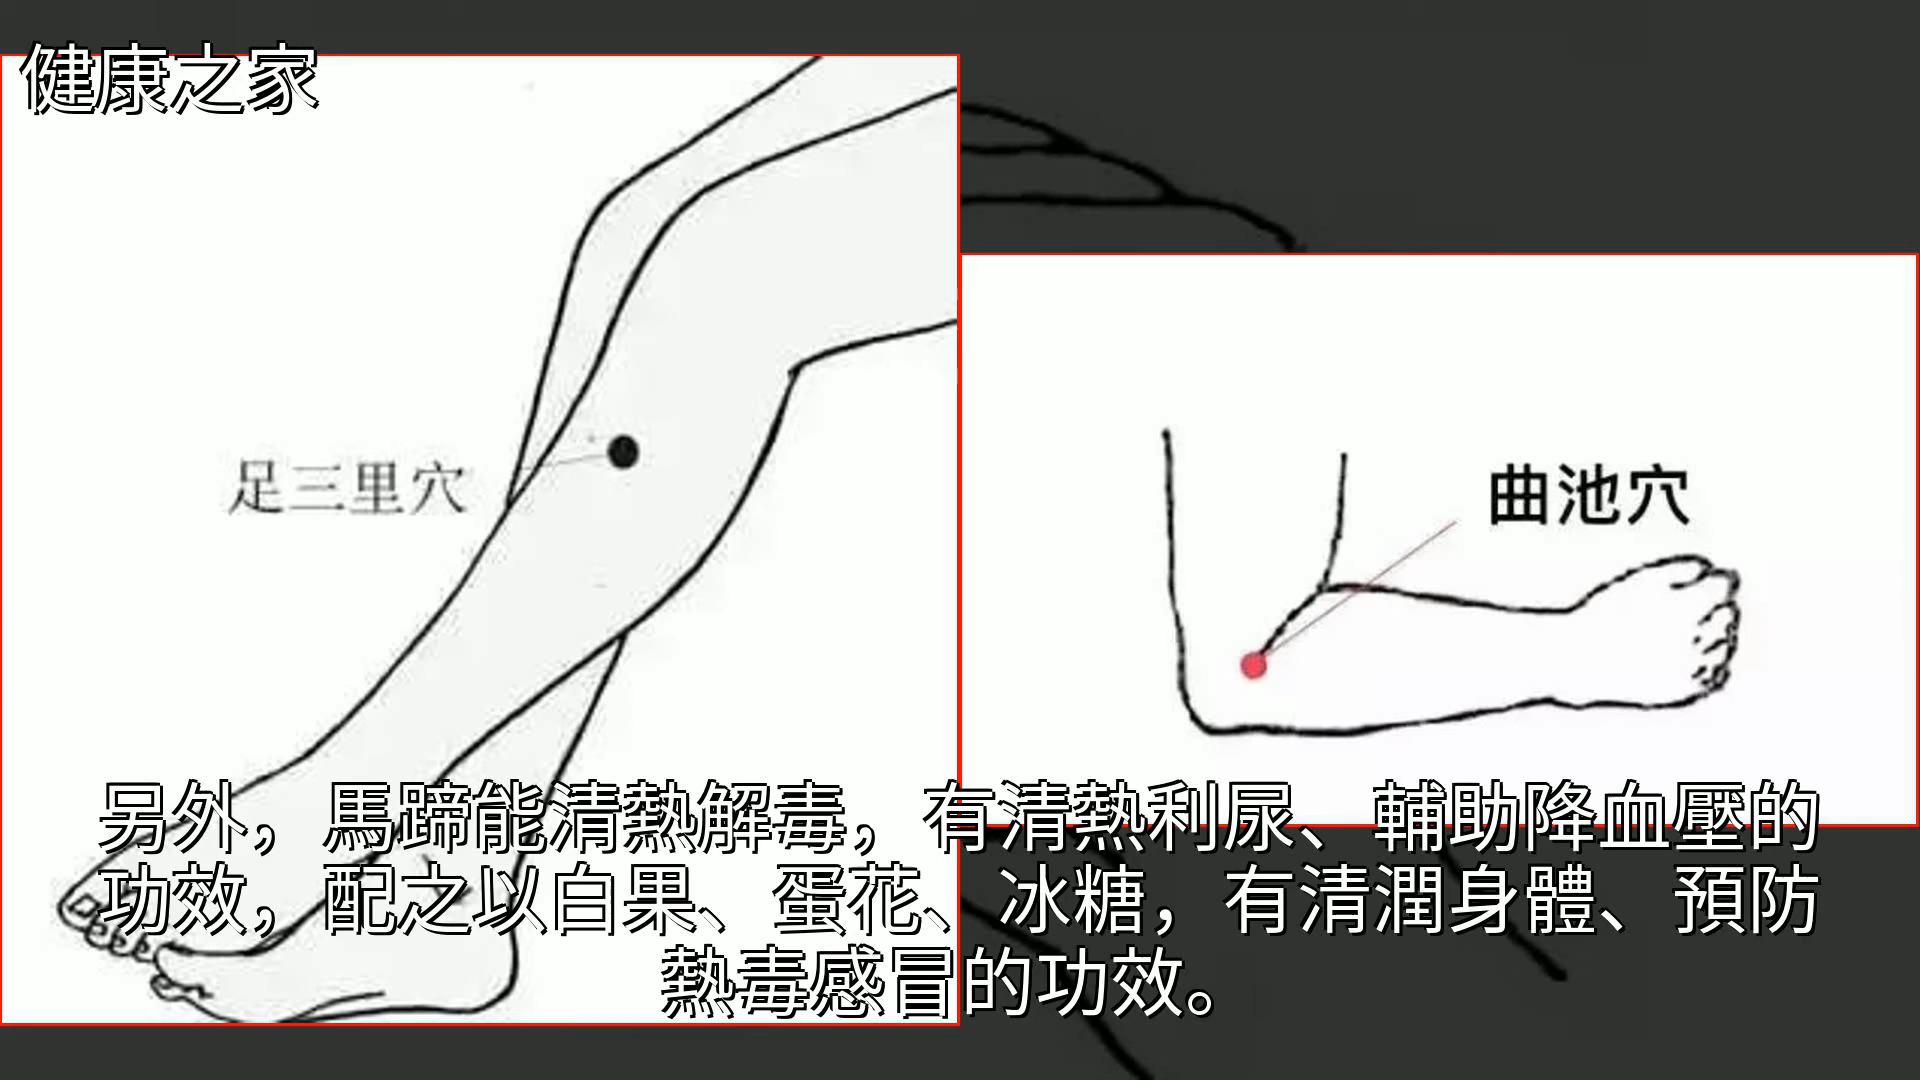 健康之家
足三里穴
曲池穴
另外，馬蹄能清熱解毒，有清熱利尿、輔助降血壓的
功效，配之以白果、蛋花、冰糖，有清潤身體、預防
熱毒感冒的功效。